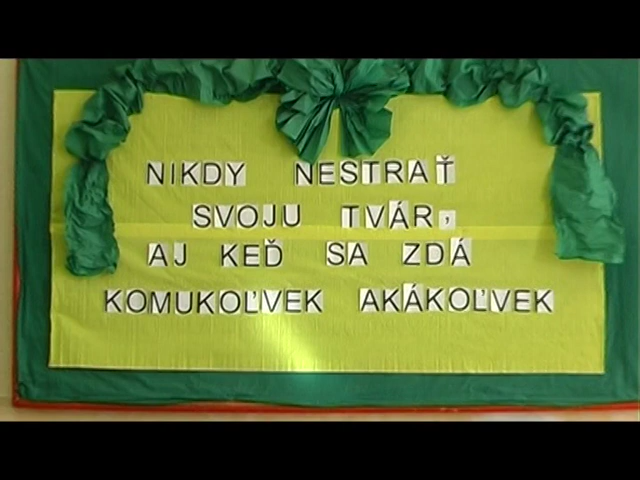 NIKDY NESTRAŤ
SVOJU TVÁR,
AJ KEĎ SA ZDÁ
KOMUKOĽVEK AKÁKOĽVEK